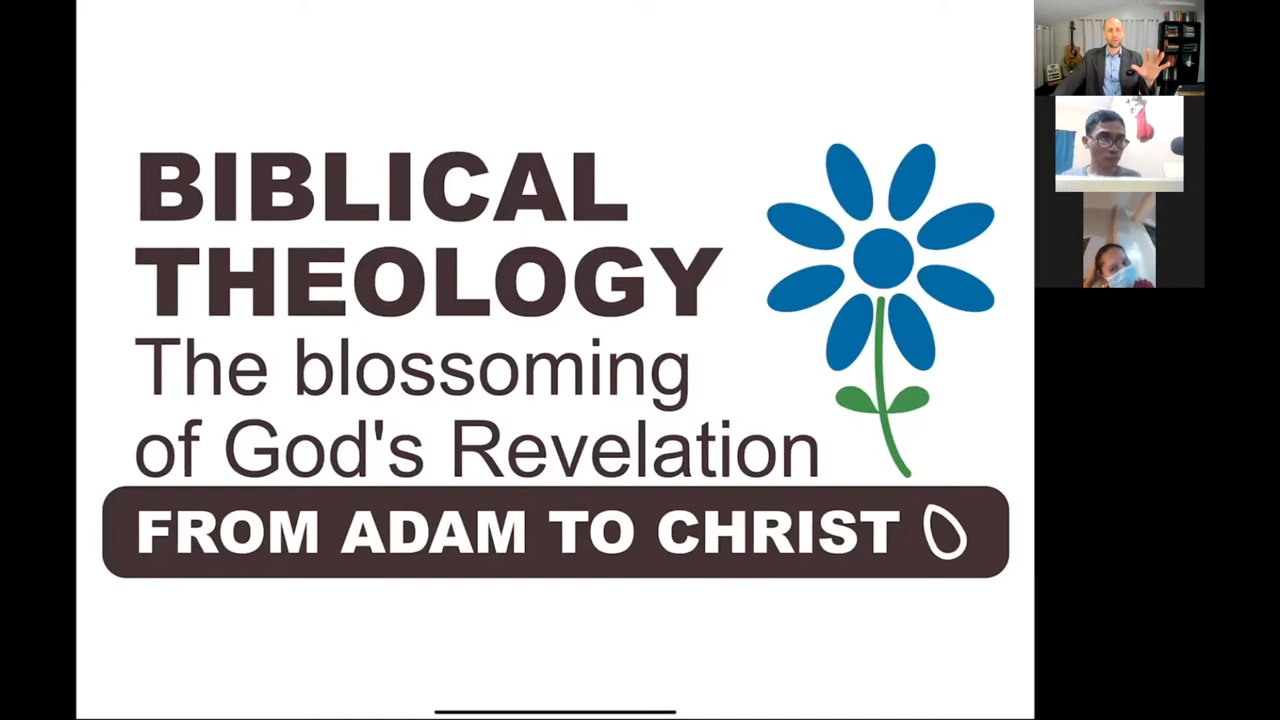 BIBLICAL
THEOLOGY
The blossoming
of God's Revelation
FROM ADAM TO CHRIST